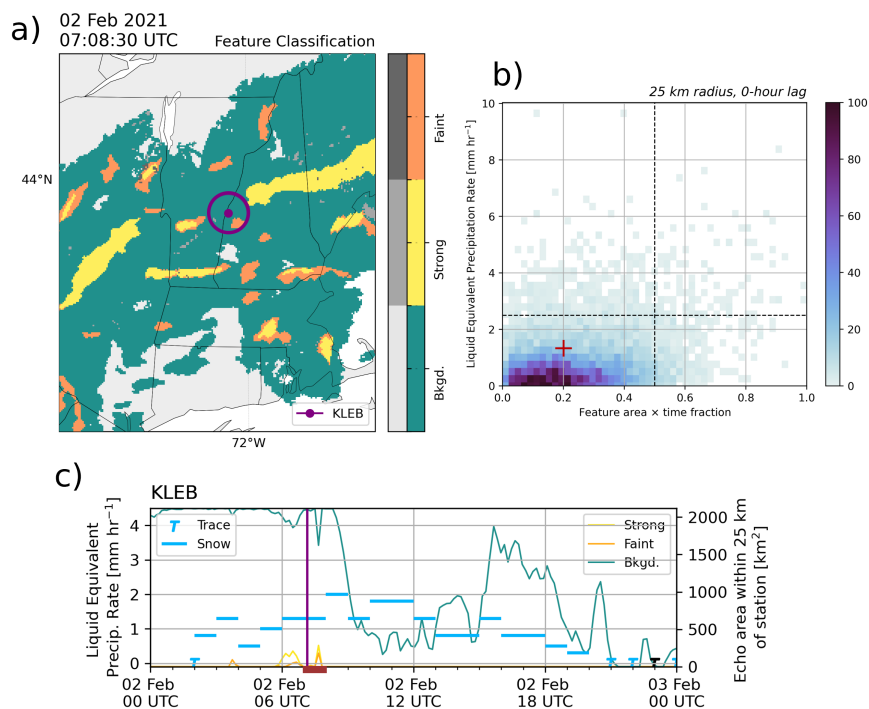 a)
02 Feb 2021
07:08:30 UTC
Feature Classification
44°N
72°W
KLEB
Faint
Strong
Bkgd.
b)
25 km radius, 0-hour lag
Liquid Equivalent Precipitation Rate [mm hr⁻¹]
10
8
6
4
2
0
0.0 0.2 0.4 0.6 0.8 1.0
Feature area × time fraction
100
80
60
40
20
0
c)
KLEB
Liquid Equivalent
Precip. Rate [mm hr⁻¹]
4
3
2
1
0
T Trace
Snow
Strong
Faint
Bkgd.
T T T T T
2000
1500
1000
500
0
Echo area within 25 km
of station [km²]
02 Feb 02 Feb 02 Feb 02 Feb 03 Feb
00 UTC 06 UTC 12 UTC 18 UTC 00 UTC